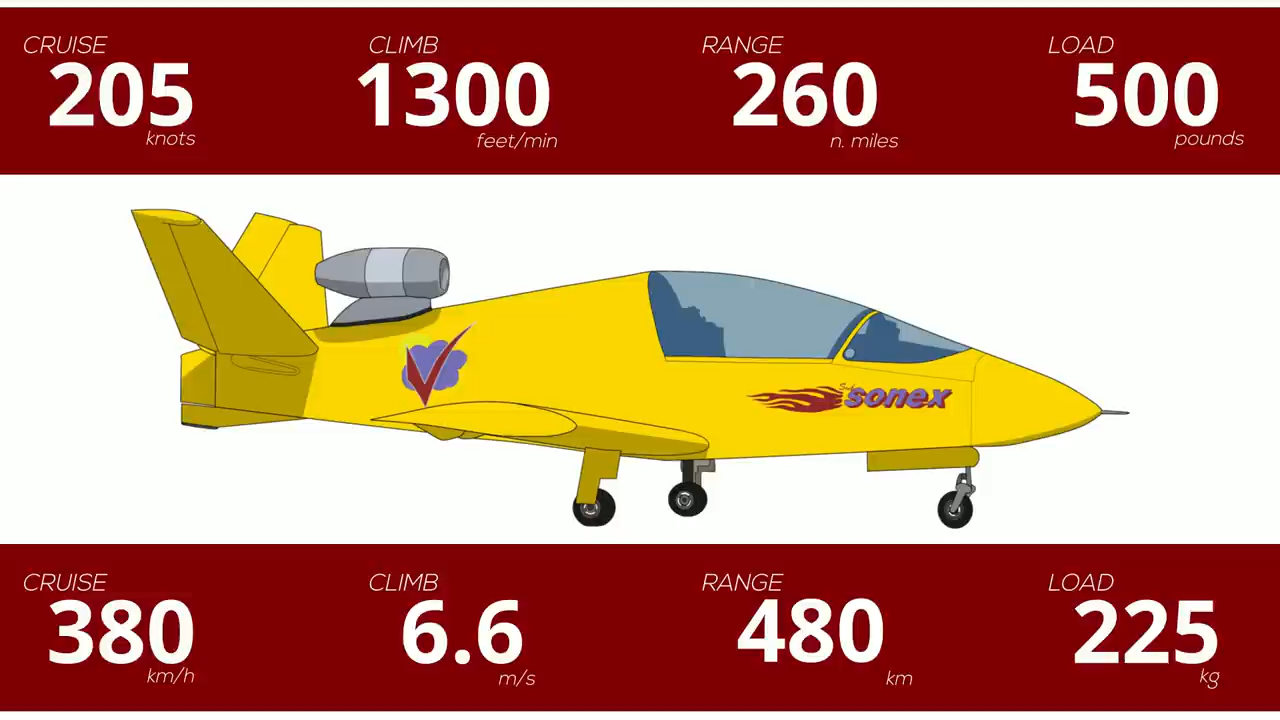 CRUISE CLIMB RANGE LOAD
205 1300 260 500
knots feet/min n. miles pounds
sonex
CRUISE CLIMB RANGE LOAD
380 6.6 480 225
km/h m/s km kg